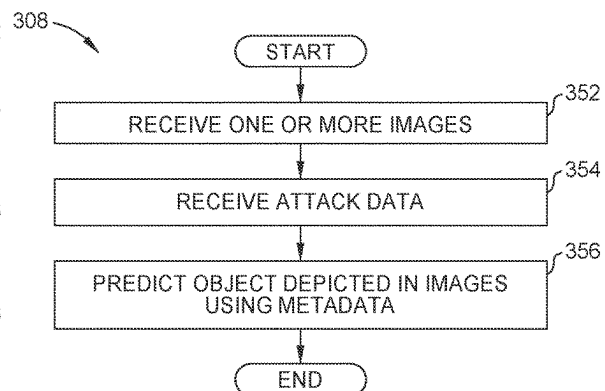 308
START
352
RECEIVE ONE OR MORE IMAGES
354
RECEIVE ATTACK DATA
356
PREDICT OBJECT DEPICTED IN IMAGES
USING METADATA
END